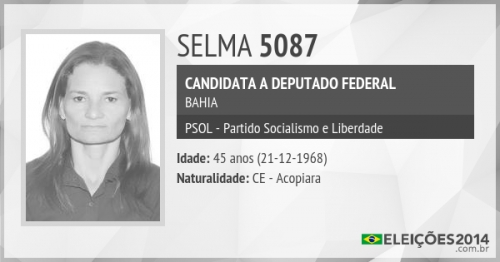 SELMA 5087
CANDIDATA A DEPUTADO FEDERAL
BAHIA
PSOL - Partido Socialismo e Liberdade
Idade: 45 anos (21-12-1968)
Naturalidade: CE - Acopiara
ELEIÇÕES2014
.com.br